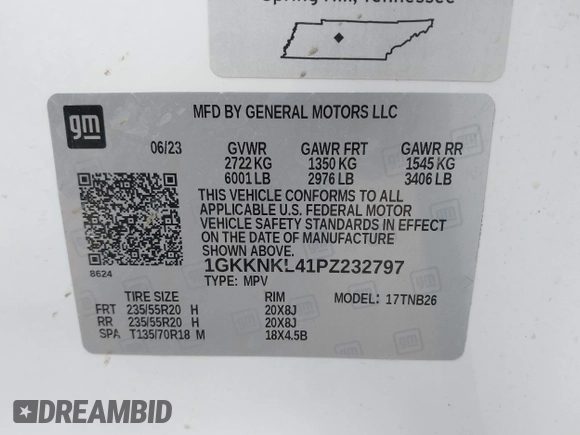 Spring Hill, Tennessee
gm
MFD BY GENERAL MOTORS LLC
06/23 GVWR GAWR FRT GAWR RR
2722 KG 1350 KG 1545 KG
6001 LB 2976 LB 3406 LB
THIS VEHICLE CONFORMS TO ALL
APPLICABLE U.S. FEDERAL MOTOR
VEHICLE SAFETY STANDARDS IN EFFECT
ON THE DATE OF MANUFACTURE
SHOWN ABOVE.
8624
1GKKNKL41PZ232797
TYPE: MPV
TIRE SIZE RIM MODEL: 17TNB26
FRT 235/55R20 H 20X8J
RR 235/55R20 H 20X8J
SPA T135/70R18 M 18X4.5B
DREAMBID